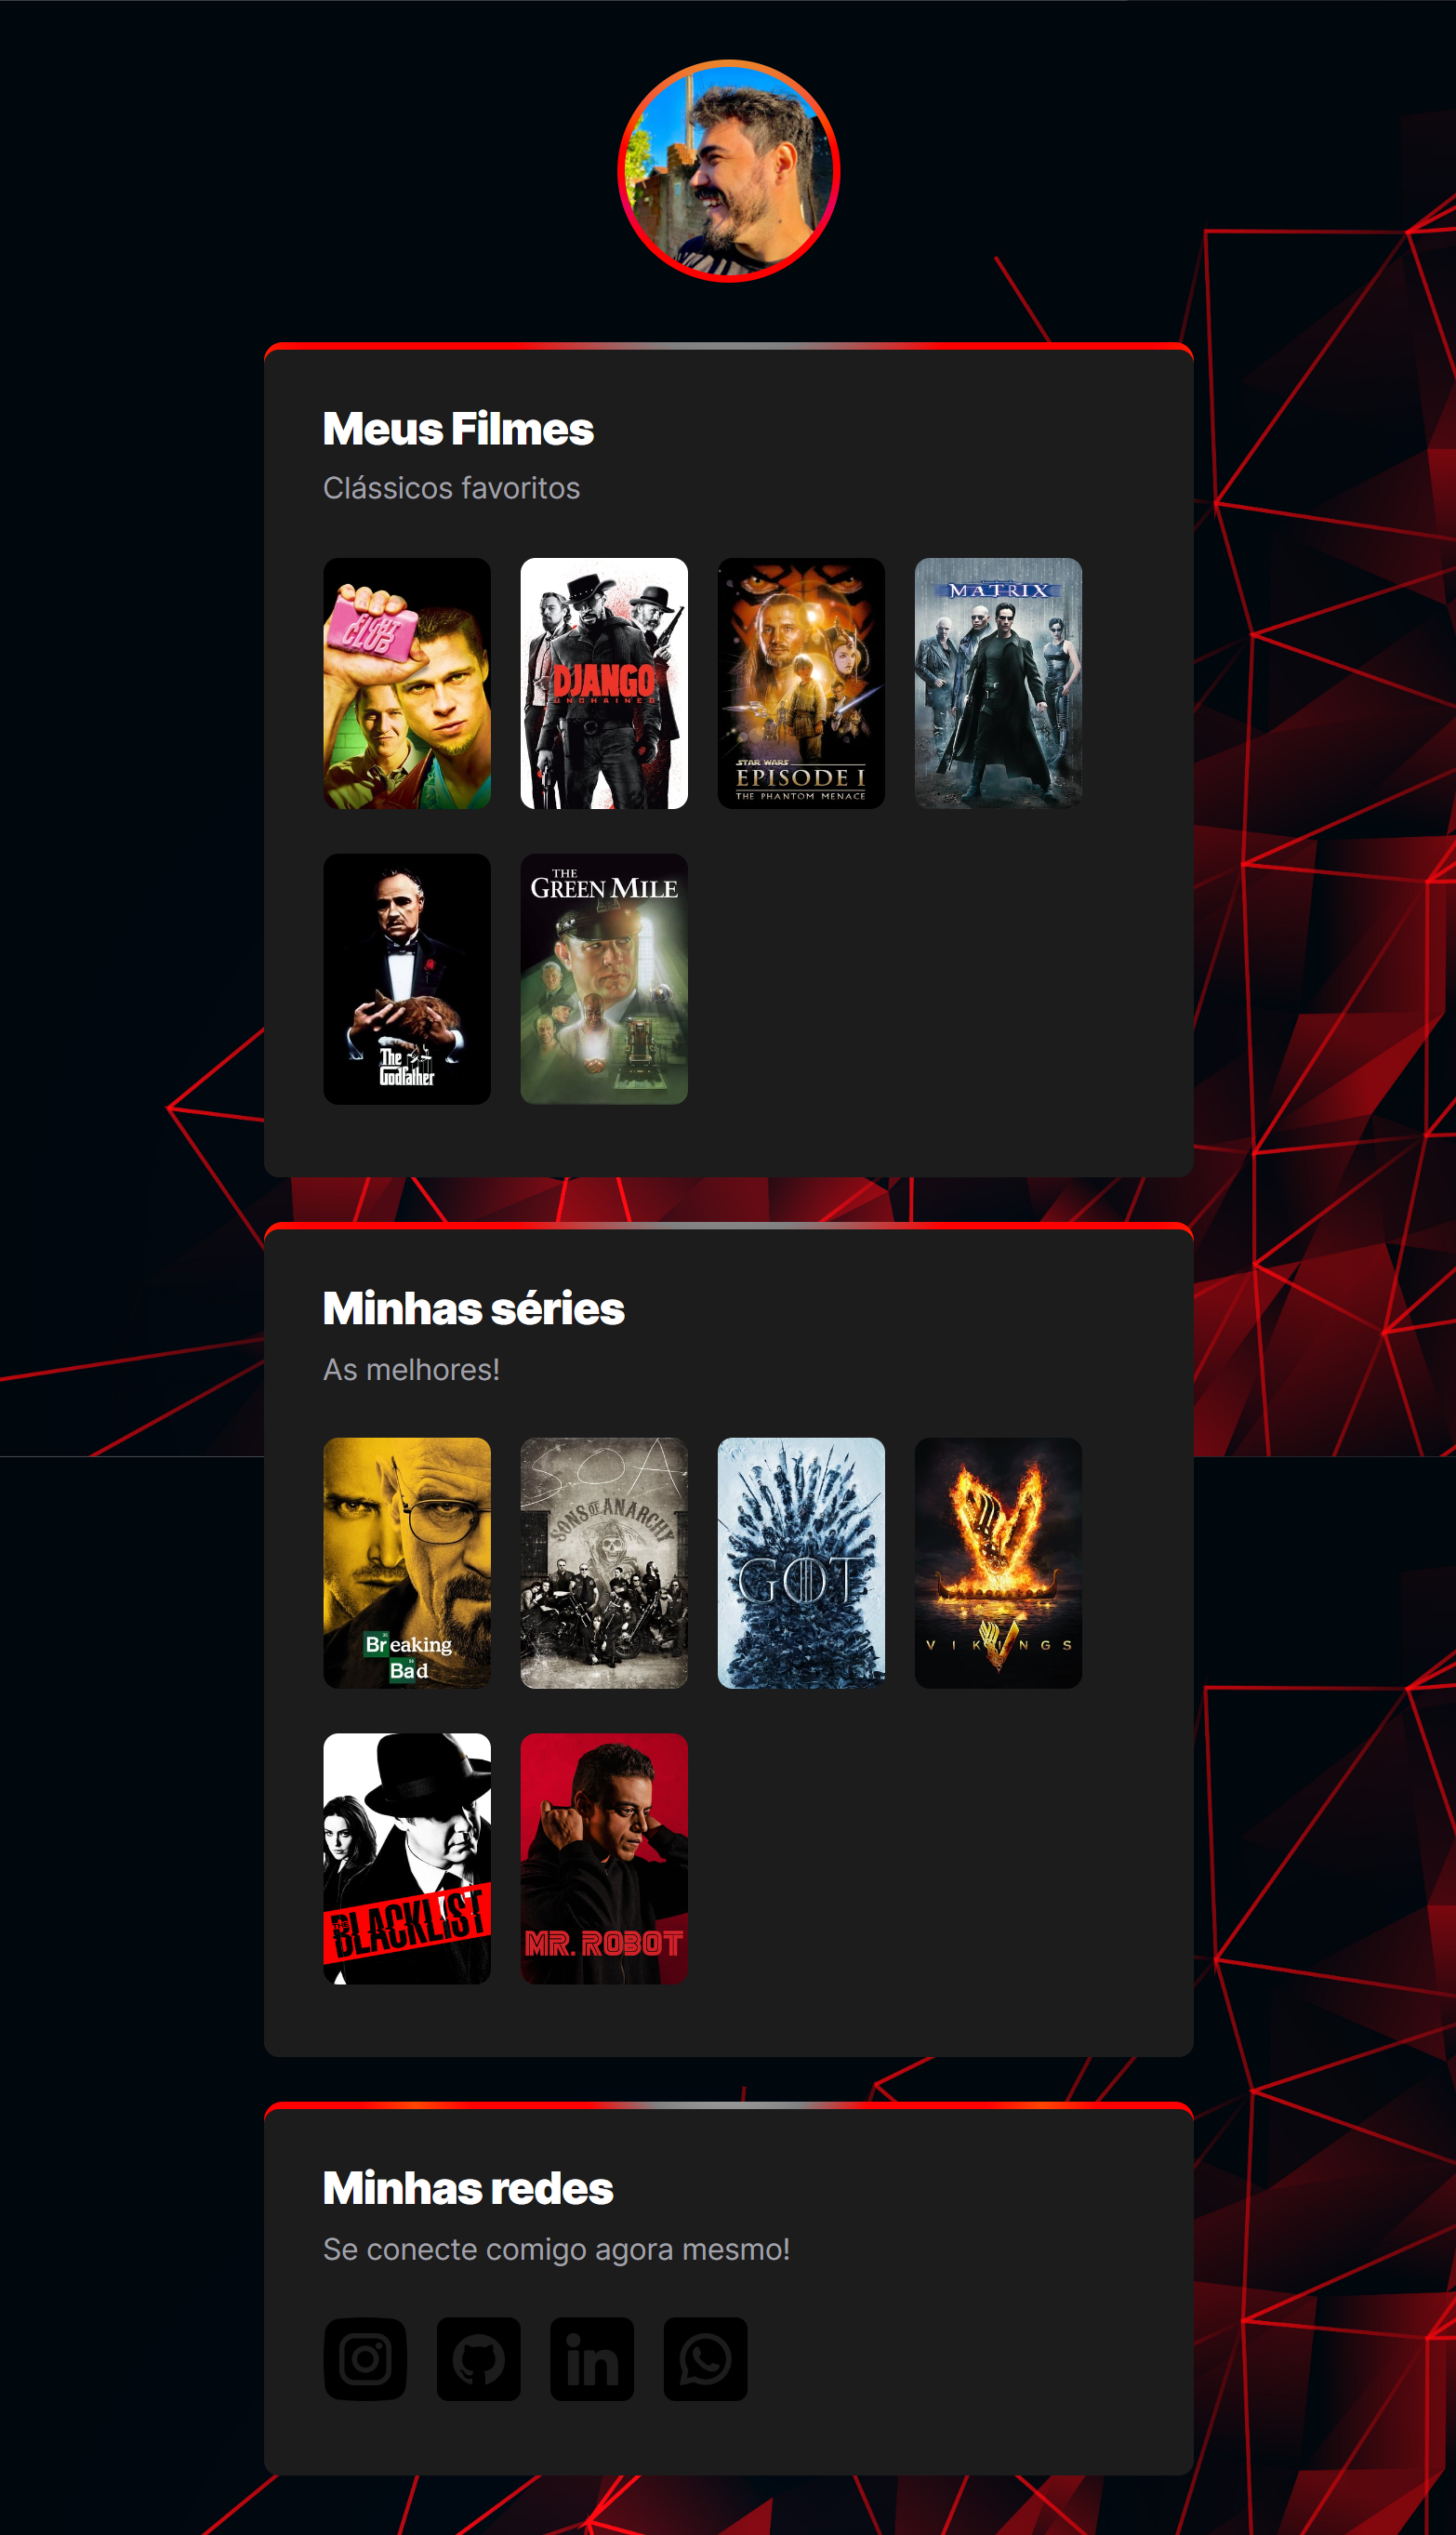 Meus Filmes
Clássicos favoritos
FIGHT
CLUB
DJANGO
UNCHAINED
STAR WARS
EPISODE I
THE PHANTOM MENACE
MATRIX
The
Godfather
THE
GREEN MILE
Minhas séries
As melhores!
Breaking
Bad
S.O.A
SONS OF ANARCHY
GOT
VIKINGS
THE
BLACKLIST
MR. ROBOT
Minhas redes
Se conecte comigo agora mesmo!
in